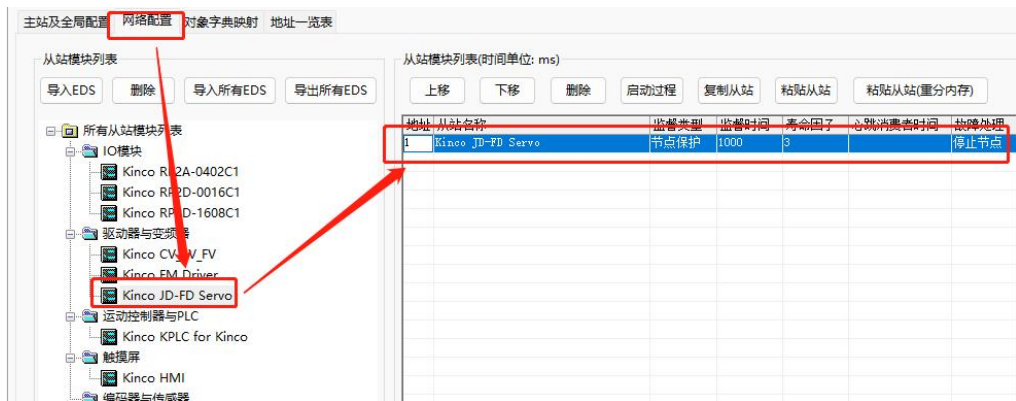 主站及全局配置 网络配置 对象字典映射 地址一览表
从站模块列表
导入EDS 删除 导入所有EDS 导出所有EDS
所有从站模块列表
IO模块
Kinco RP2A-0402C1
Kinco RP2D-0016C1
Kinco RP2D-1608C1
驱动器与变频器
Kinco FM Driver
Kinco JD-FD Servo
运动控制器与PLC
Kinco KPLC for Kinco
触摸屏
Kinco HMI
编码器与传感器
从站模块列表(时间单位: ms)
上移 下移 删除 启动过程 复制从站 粘贴从站 粘贴从站(重分内存)
地址 从站名称 监督类型 监督时间 寿命因子 心跳消费者时间 故障处理
1 Kinco JD-FD Servo 节点保护 1000 3 停止节点